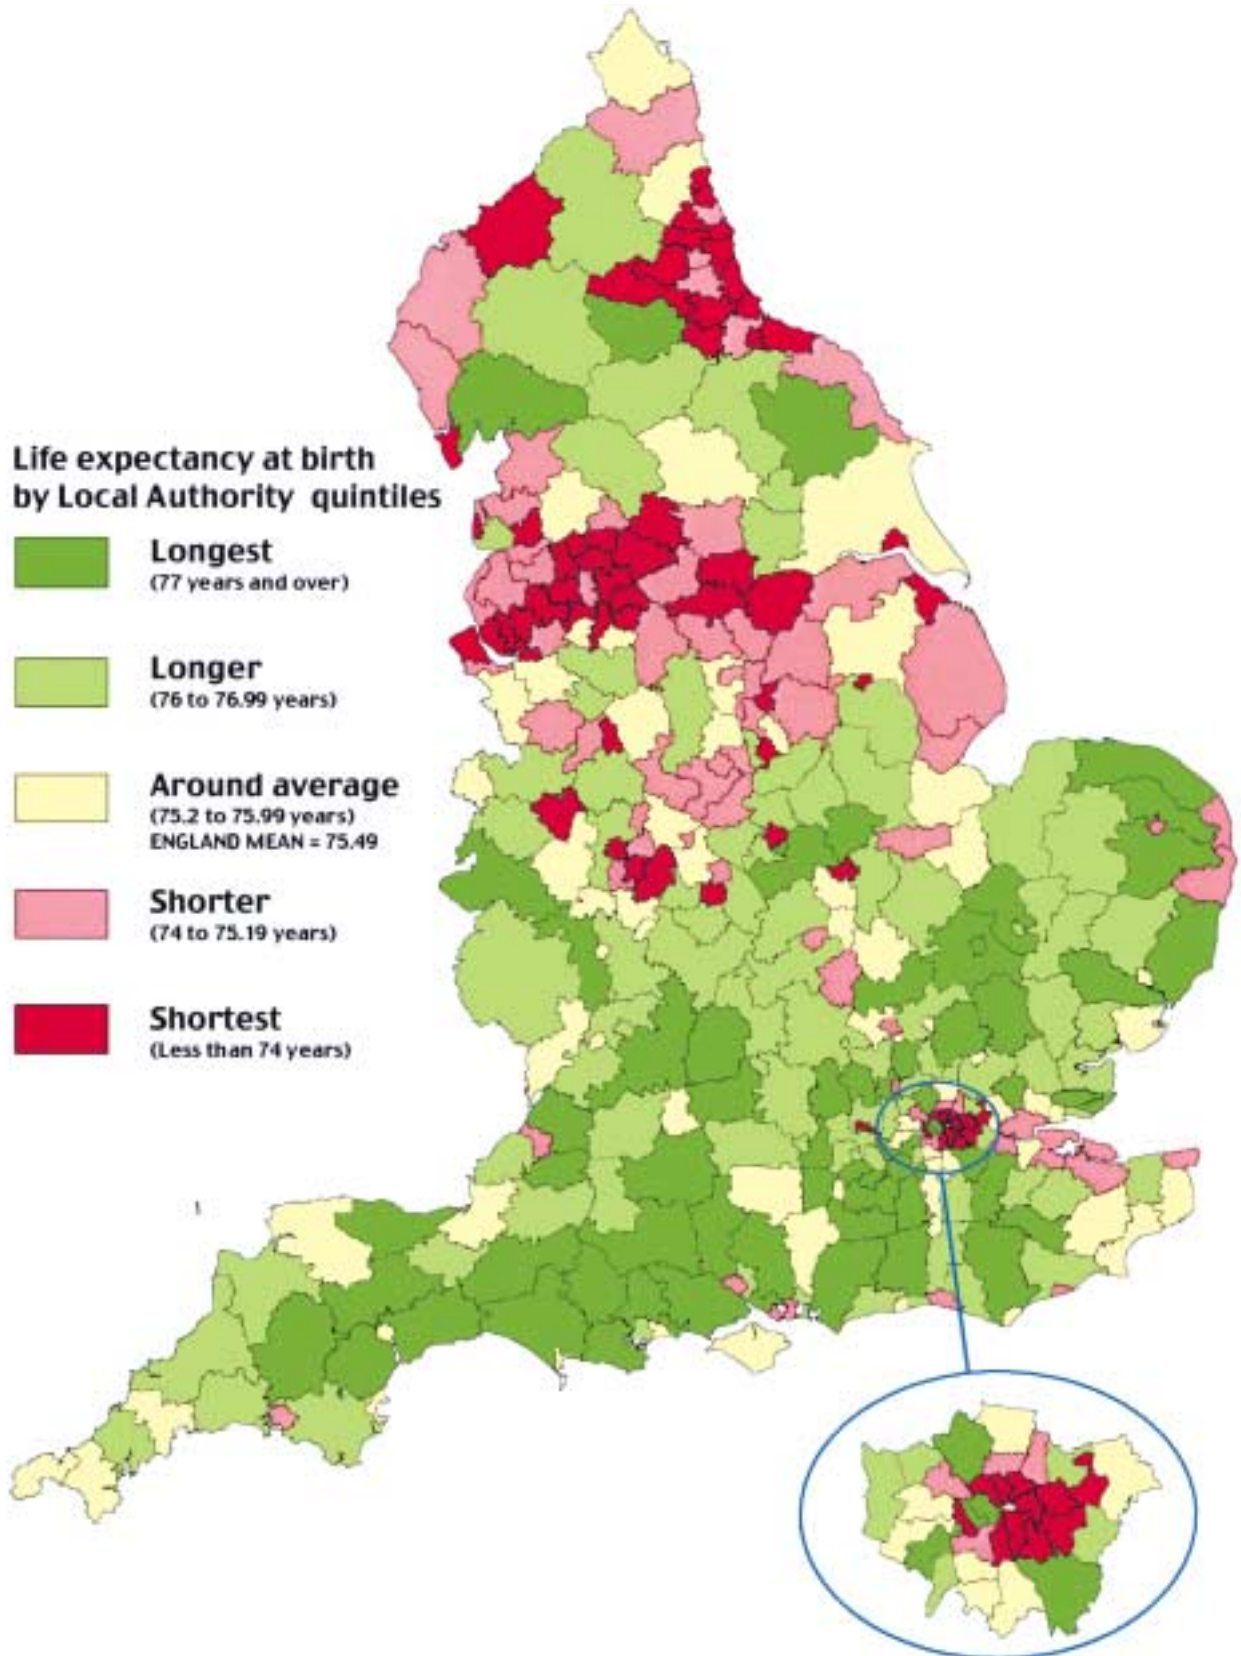 Life expectancy at birth
by Local Authority quintiles
Longest
(77 years and over)
Longer
(76 to 76.99 years)
Around average
(75.2 to 75.99 years)
ENGLAND MEAN = 75.49
Shorter
(74 to 75.19 years)
Shortest
(Less than 74 years)
1